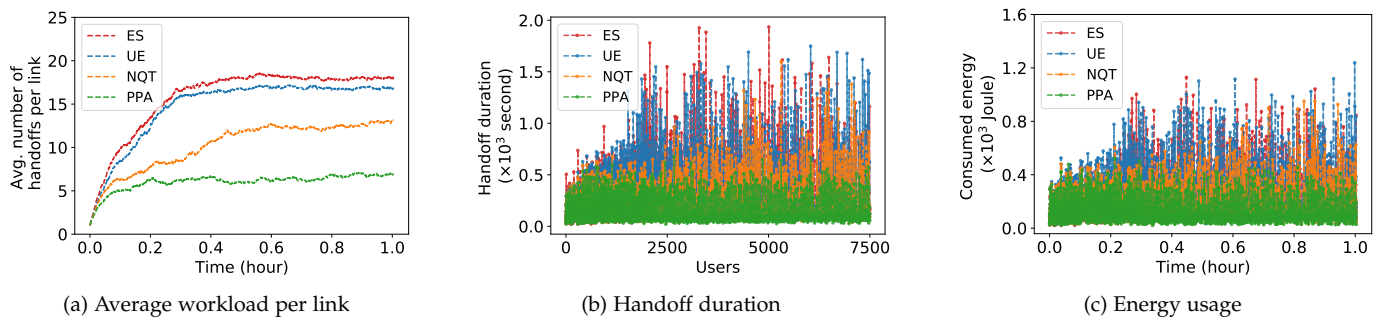 25
20
15
10
5
0
Avg. number of
handoffs per link
ES
UE
NQT
PPA
0.0 0.2 0.4 0.6 0.8 1.0
Time (hour)
(a) Average workload per link
2.0
1.5
1.0
0.5
0.0
Handoff duration
(×10³ second)
ES
UE
NQT
PPA
0 2500 5000 7500
Users
(b) Handoff duration
1.6
1.2
0.8
0.4
0.0
Consumed energy
(×10³ Joule)
ES
UE
NQT
PPA
0.0 0.2 0.4 0.6 0.8 1.0
Time (hour)
(c) Energy usage